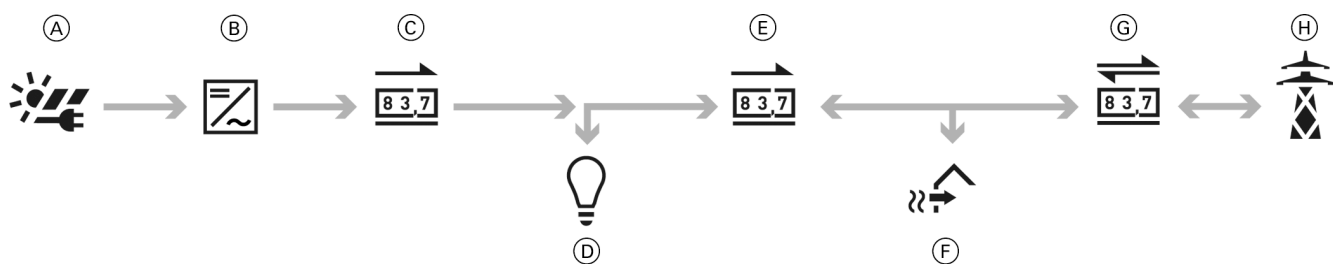 Ⓐ Ⓑ Ⓒ Ⓔ Ⓖ Ⓗ
83,7 83,7 83,7
Ⓓ Ⓕ